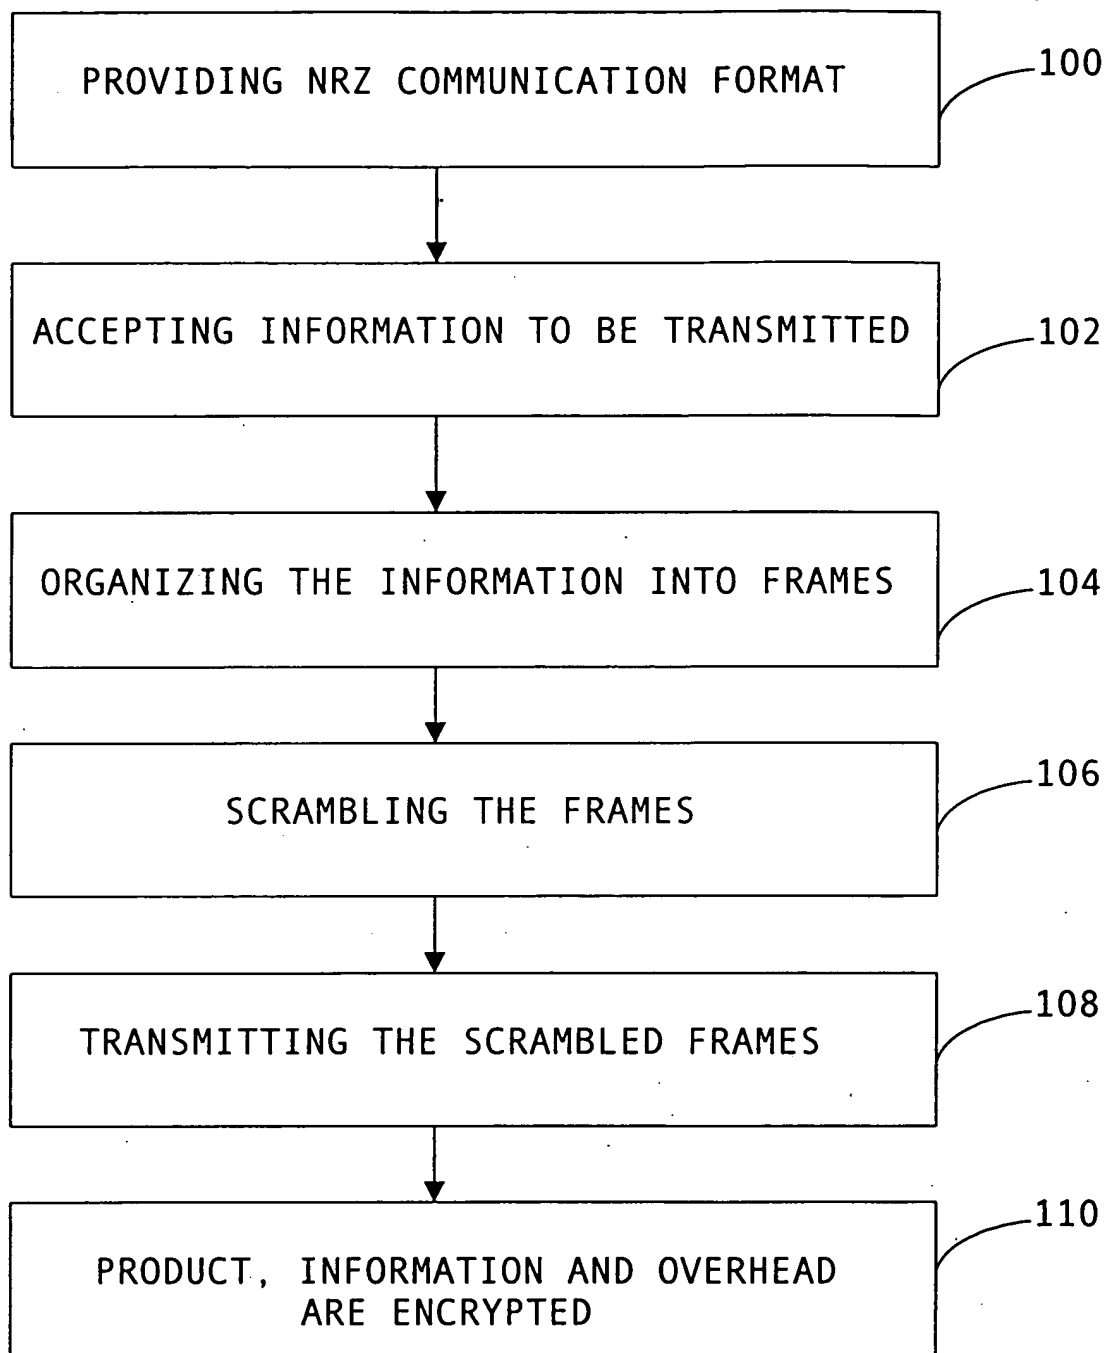 PROVIDING NRZ COMMUNICATION FORMAT
100
ACCEPTING INFORMATION TO BE TRANSMITTED
102
ORGANIZING THE INFORMATION INTO FRAMES
104
SCRAMBLING THE FRAMES
106
TRANSMITTING THE SCRAMBLED FRAMES
108
PRODUCT, INFORMATION AND OVERHEAD
ARE ENCRYPTED
110